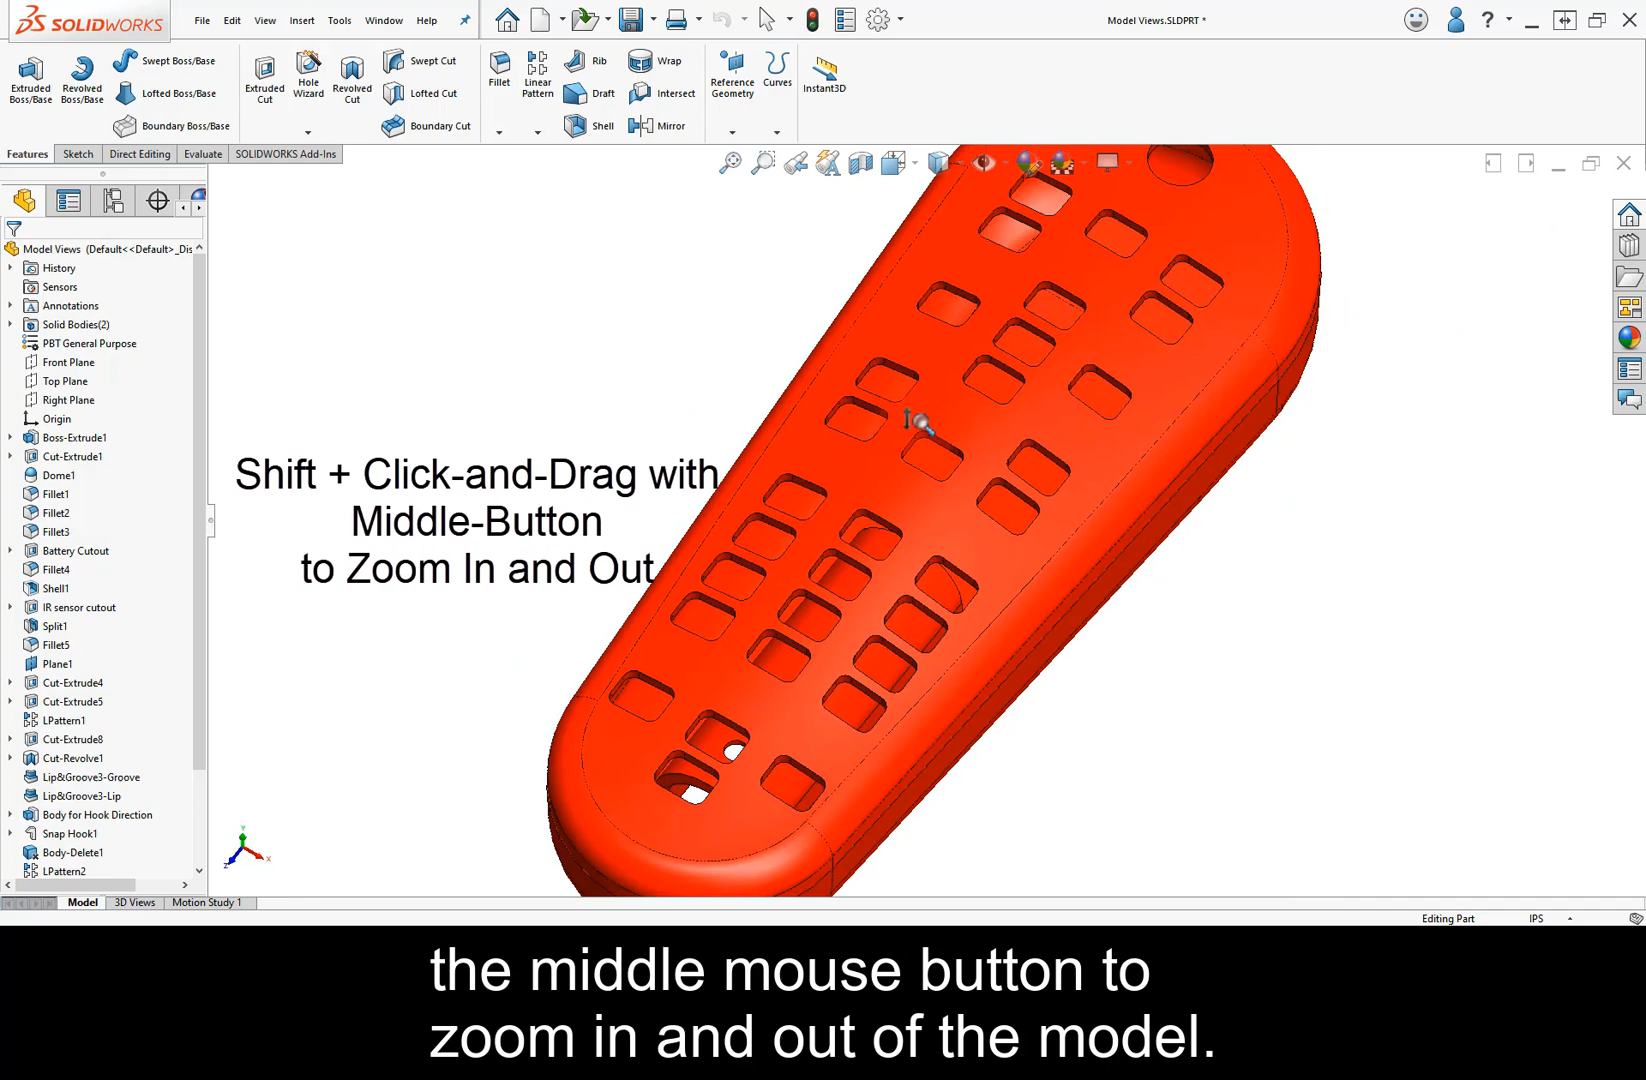 SOLIDWORKS File Edit View Insert Tools Window Help Model Views.SLDPRT * ?
Extruded Boss/Base
Revolved Boss/Base
Swept Boss/Base
Lofted Boss/Base
Boundary Boss/Base
Extruded Cut
Hole Wizard
Revolved Cut
Swept Cut
Lofted Cut
Boundary Cut
Fillet
Linear Pattern
Rib
Draft
Shell
Wrap
Intersect
Mirror
Reference Geometry
Curves
Instant3D
Features Sketch Direct Editing Evaluate SOLIDWORKS Add-Ins
Model Views (Default<<Default>_Dis
History
Sensors
Annotations
Solid Bodies(2)
PBT General Purpose
Front Plane
Top Plane
Right Plane
Origin
Boss-Extrude1
Cut-Extrude1
Dome1
Fillet1
Fillet2
Fillet3
Battery Cutout
Fillet4
Shell1
IR sensor cutout
Split1
Fillet5
Plane1
Cut-Extrude4
Cut-Extrude5
LPattern1
Cut-Extrude8
Cut-Revolve1
Lip&Groove3-Groove
Lip&Groove3-Lip
Body for Hook Direction
Snap Hook1
Body-Delete1
LPattern2
Shift + Click-and-Drag with
Middle-Button
to Zoom In and Out
Y
X
Z
Model 3D Views Motion Study 1
Editing Part IPS
the middle mouse button to
zoom in and out of the model.